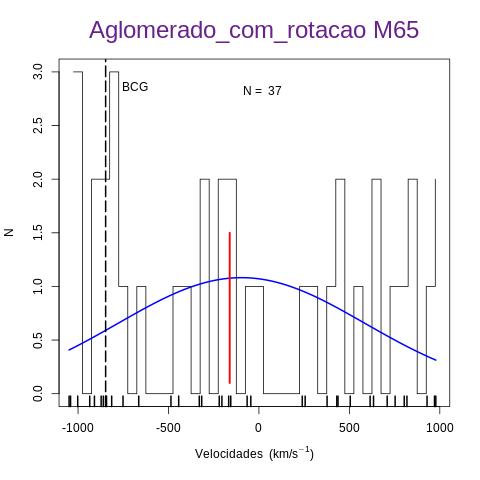 Aglomerado_com_rotacao M65
BCG
N = 37
3.0
2.5
2.0
1.5
1.0
0.5
0.0
N
-1000 -500 0 500 1000
Velocidades (km/s⁻¹)